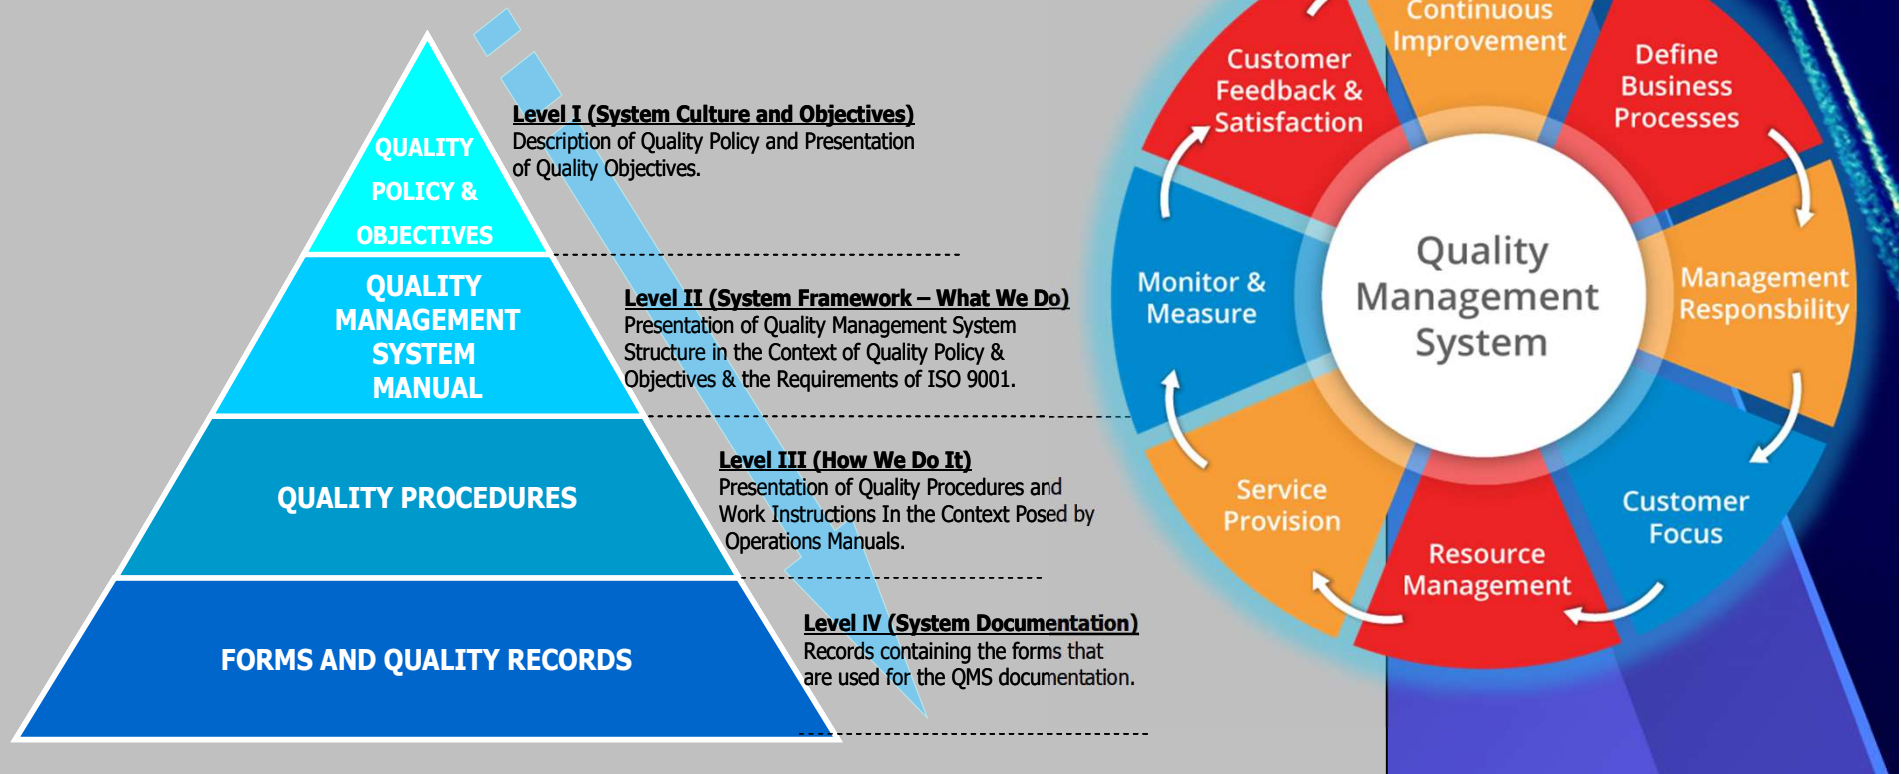 QUALITY
POLICY &
OBJECTIVES
QUALITY
MANAGEMENT
SYSTEM
MANUAL
QUALITY PROCEDURES
FORMS AND QUALITY RECORDS
Level I (System Culture and Objectives)
Description of Quality Policy and Presentation
of Quality Objectives.
Level II (System Framework – What We Do)
Presentation of Quality Management System
Structure in the Context of Quality Policy &
Objectives & the Requirements of ISO 9001.
Level III (How We Do It)
Presentation of Quality Procedures and
Work Instructions In the Context Posed by
Operations Manuals.
Level IV (System Documentation)
Records containing the forms that
are used for the QMS documentation.
Continuous
Improvement
Define
Business
Processes
Management
Responsbility
Customer
Focus
Resource
Management
Service
Provision
Monitor &
Measure
Customer
Feedback &
Satisfaction
Quality
Management
System